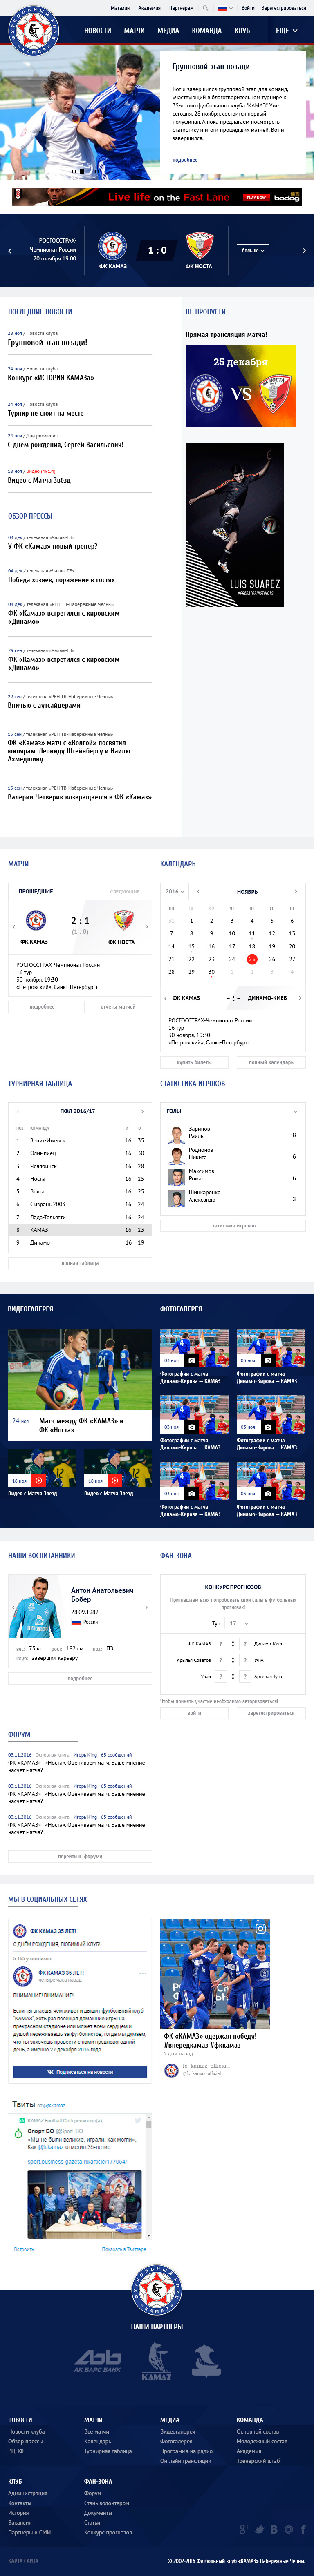 Магазин Академия Партнерам Войти Зарегистрироваться
НОВОСТИ МАТЧИ МЕДИА КОМАНДА КЛУБ ЕЩЁ
Групповой этап позади
Вот и завершился групповой этап для команд,
участвующий в благотворительном турнире к
35-летию футбольного клуба "КАМАЗ". Уже
сегодня, 28 ноября, состоится первый
полуфинал. А пока предлагаем посмотреть
статистику и итоги прошедших матчей. Вот и
завершился.
подробнее
Live life on the Fast Lane PLAY NOW bodog
РОСГОССТРАХ-
Чемпионат России
20 октября 19:00
ФК КАМАЗ
1 : 0
ФК НОСТА
больше
ПОСЛЕДНИЕ НОВОСТИ
28 ноя / Новости клуба
Групповой этап позади!
24 ноя / Новости клуба
Конкурс «ИСТОРИЯ КАМАЗа»
24 ноя / Новости клуба
Турнир не стоит на месте
24 ноя / Дни рождения
С днем рождения, Сергей Васильевич!
18 ноя / Видео (49:04)
Видео с Матча Звёзд
НЕ ПРОПУСТИ
Прямая трансляция матча!
25 декабря
VS
LUIS SUAREZ
#PREDATORINSTINCTS
ОБЗОР ПРЕССЫ
04 дек / телеканал «Чаллы-ТВ»
У ФК «Камаз» новый тренер?
04 дек / телеканал «Чаллы-ТВ»
Победа хозяев, поражение в гостях
04 дек / телеканал «РЕН ТВ-Набережные Челны»
ФК «Камаз» встретился с кировским
«Динамо»
29 сен / телеканал «Чаллы-ТВ»
ФК «Камаз» встретился с кировским
«Динамо»
29 сен / телеканал «РЕН ТВ-Набережные Челны»
Вничью с аутсайдерами
15 сен / телеканал «РЕН ТВ-Набережные Челны»
ФК «Камаз» матч с «Волгой» посвятил
юилярам: Леониду Штейнбергу и Наилю
Ахмедшину
15 сен / телеканал «РЕН ТВ-Набережные Челны»
Валерий Четверик возвращается в ФК «Камаз»
МАТЧИ
ПРОШЕДШИЕ СЛЕДУЮЩИЕ
2 : 1
(1 : 0)
ФК КАМАЗ ФК НОСТА
РОСГОССТРАХ-Чемпионат России
16 тур
30 ноября, 19:30
«Петровский», Санкт-Петербургт
подробнее отчёты матчей
КАЛЕНДАРЬ
2016 НОЯБРЬ
ПН ВТ СР ЧТ ПТ СБ ВТ
31 1 2 3 4 5 6
7 8 9 10 11 12 13
14 15 16 17 18 19 20
21 22 23 24 25 26 27
28 29 30 1 2 3 4
ФК КАМАЗ - : - ДИНАМО-КИЕВ
РОСГОССТРАХ-Чемпионат России
16 тур
30 ноября, 19:30
«Петровский», Санкт-Петербургт
купить билеты полный календарь
ТУРНИРНАЯ ТАБЛИЦА
ПФЛ 2016/17
ПОЗ КОМАНДА И О
1 Зенит-Ижевск 16 35
2 Олимпиец 16 30
3 Челябинск 16 28
4 Носта 16 25
5 Волга 16 25
6 Сызрань 2003 16 24
7 Лада-Тольятти 16 24
8 КАМАЗ 16 23
9 Динамо 16 19
полная таблица
СТАТИСТИКА ИГРОКОВ
ГОЛЫ
Зарипов
Раиль 8
Родионов
Никита 6
Максимов
Роман 6
Шинкаренко
Александр 3
статистика игроков
ВИДЕОГАЛЕРЕЯ
24 ноя Матч между ФК «КАМАЗ» и
ФК «Носта»
18 ноя 18 ноя
Видео с Матча Звёзд Видео с Матча Звёзд
ФОТОГАЛЕРЕЯ
03 ноя 03 ноя
Фотографии с матча Фотографии с матча
Динамо-Кирова — КАМАЗ Динамо-Кирова — КАМАЗ
03 ноя 03 ноя
Фотографии с матча Фотографии с матча
Динамо-Кирова — КАМАЗ Динамо-Кирова — КАМАЗ
03 ноя 03 ноя
Фотографии с матча Фотографии с матча
Динамо-Кирова — КАМАЗ Динамо-Кирова — КАМАЗ
НАШИ ВОСПИТАННИКИ
Антон Анатольевич
Бобер
28.09.1982
Россия
вес: 75 кг рост: 182 см поз: ПЗ
клуб: завершил карьеру
подробнее
ФАН-ЗОНА
КОНКУРС ПРОГНОЗОВ
Приглашаем всех попробовать свои силы в футбольных
прогнозах!
Тур 17
ФК КАМАЗ ? : ? Динамо-Киев
Крылья Советов ? : ? УФА
Урал ? : ? Арсенал Тула
Чтобы принять участие необходимо авторизоваться!
войти зарегистрироваться
ФОРУМ
03.11.2016 Основная книга Игорь King 65 сообщений
ФК «КАМАЗ» - «Носта». Оцениваем матч. Ваше мнение
насчет матча?
03.11.2016 Основная книга Игорь King 65 сообщений
ФК «КАМАЗ» - «Носта». Оцениваем матч. Ваше мнение
насчет матча?
03.11.2016 Основная книга Игорь King 65 сообщений
ФК «КАМАЗ» - «Носта». Оцениваем матч. Ваше мнение
насчет матча?
перейти к форуму
МЫ В СОЦИАЛЬНЫХ СЕТЯХ
ФК КАМАЗ 35 ЛЕТ!
С ДНЁМ РОЖДЕНИЯ, ЛЮБИМЫЙ КЛУБ!
5 165 участников
ФК КАМАЗ 35 ЛЕТ!
четыре часа назад
ВНИМАНИЕ! ВНИМАНИЕ!
Если ты знаешь, чем живет и дышит футбольный клуб
"КАМАЗ", хоть раз посещал домашние игры на
прекрасном стадионе или может всем сердцем и
душой переживаешь за футболистов, тогда мы думаем,
что ты захочешь провести с нами предновогодний
день, а именно 27 декабря 2016 года.
Подписаться на новости
ФК «КАМАЗ» одержал победу!
#впередкамаз #фккамаз
2 дня назад
fc_kamaz_officia..
@fc_kamaz_official
Твиты от @fckamaz
KAMAZ Football Club ретвитнул(а)
Спорт БО @Sport_BO
«Мы не были великие, играли, как могли».
Как @fckamaz отметил 35-летие
sport.business-gazeta.ru/article/177054/
Встроить Показать в Твиттере
НАШИ ПАРТНЕРЫ
АК БАРС БАНК
KAMAZ
НОВОСТИ МАТЧИ МЕДИА КОМАНДА
Новости клуба Все матчи Видеогалерея Основной состав
Обзор прессы Календарь Фотогалерея Молодежный состав
РЦПФ Турнирная таблица Программа на радио Академия
Он-лайн трансляции Тренерский штаб
КЛУБ ФАН-ЗОНА
Администрация Форум
Контакты Стань волонтером
История Документы
Вакансии Статьи
Партнеры и СМИ Конкурс прогнозов
КАРТА САЙТА © 2002-2016 Футбольный клуб «КАМАЗ» Набережные Челны.